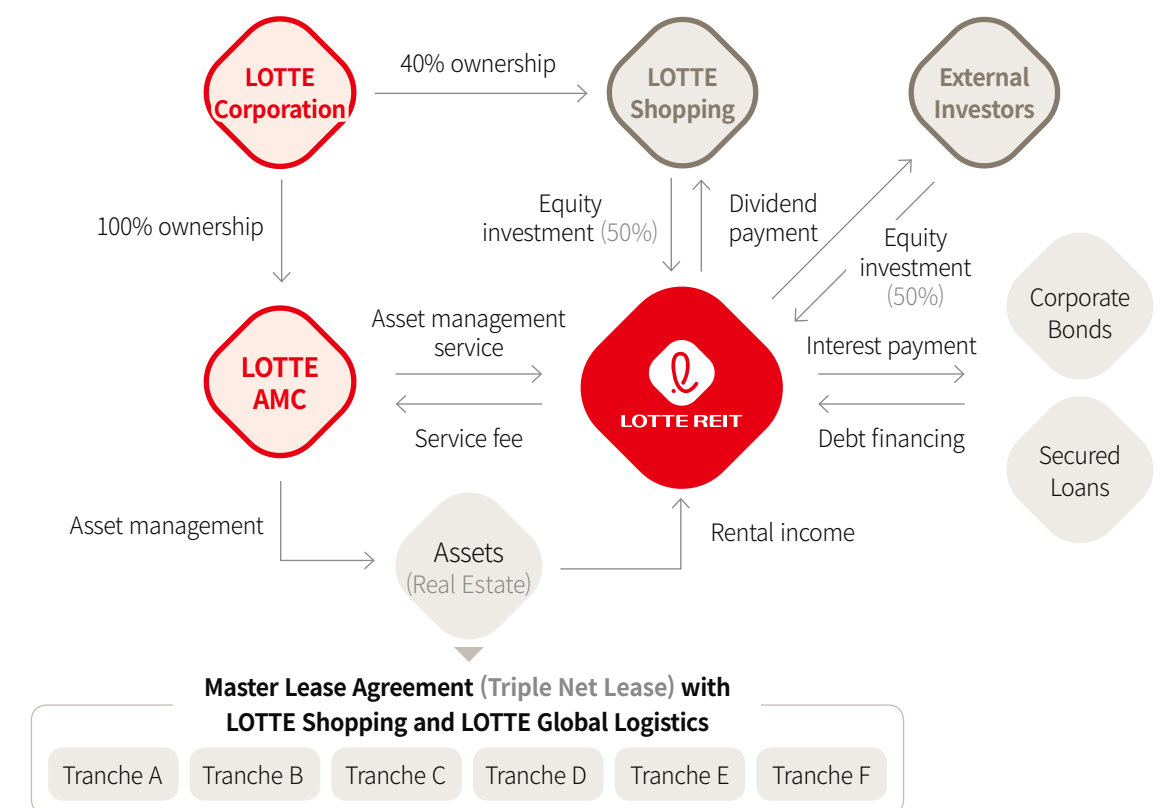 LOTTE
Corporation
40% ownership
LOTTE
Shopping
External
Investors
100% ownership
Equity
investment (50%)
Dividend
payment
Equity
investment
(50%)
Corporate
Bonds
LOTTE
AMC
Asset management
service
Service fee
LOTTE REIT
Interest payment
Debt financing
Secured
Loans
Asset management
Assets
(Real Estate)
Rental income
Master Lease Agreement (Triple Net Lease) with
LOTTE Shopping and LOTTE Global Logistics
Tranche A
Tranche B
Tranche C
Tranche D
Tranche E
Tranche F